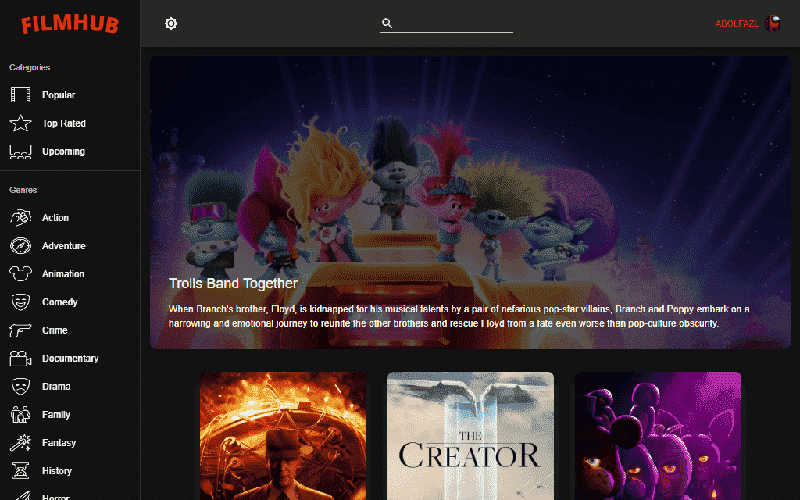 FILMHUB
ABOLFAZL
Categories
Popular
Top Rated
Upcoming
Genres
Action
Adventure
Animation
Comedy
Crime
Documentary
Drama
Family
Fantasy
History
Horror
Trolls Band Together
When Branch's brother, Floyd, is kidnapped for his musical talents by a pair of nefarious pop-star villains, Branch and Poppy embark on a
harrowing and emotional journey to reunite the other brothers and rescue Floyd from a fate even worse than pop-culture obscurity.
THE
CREATOR